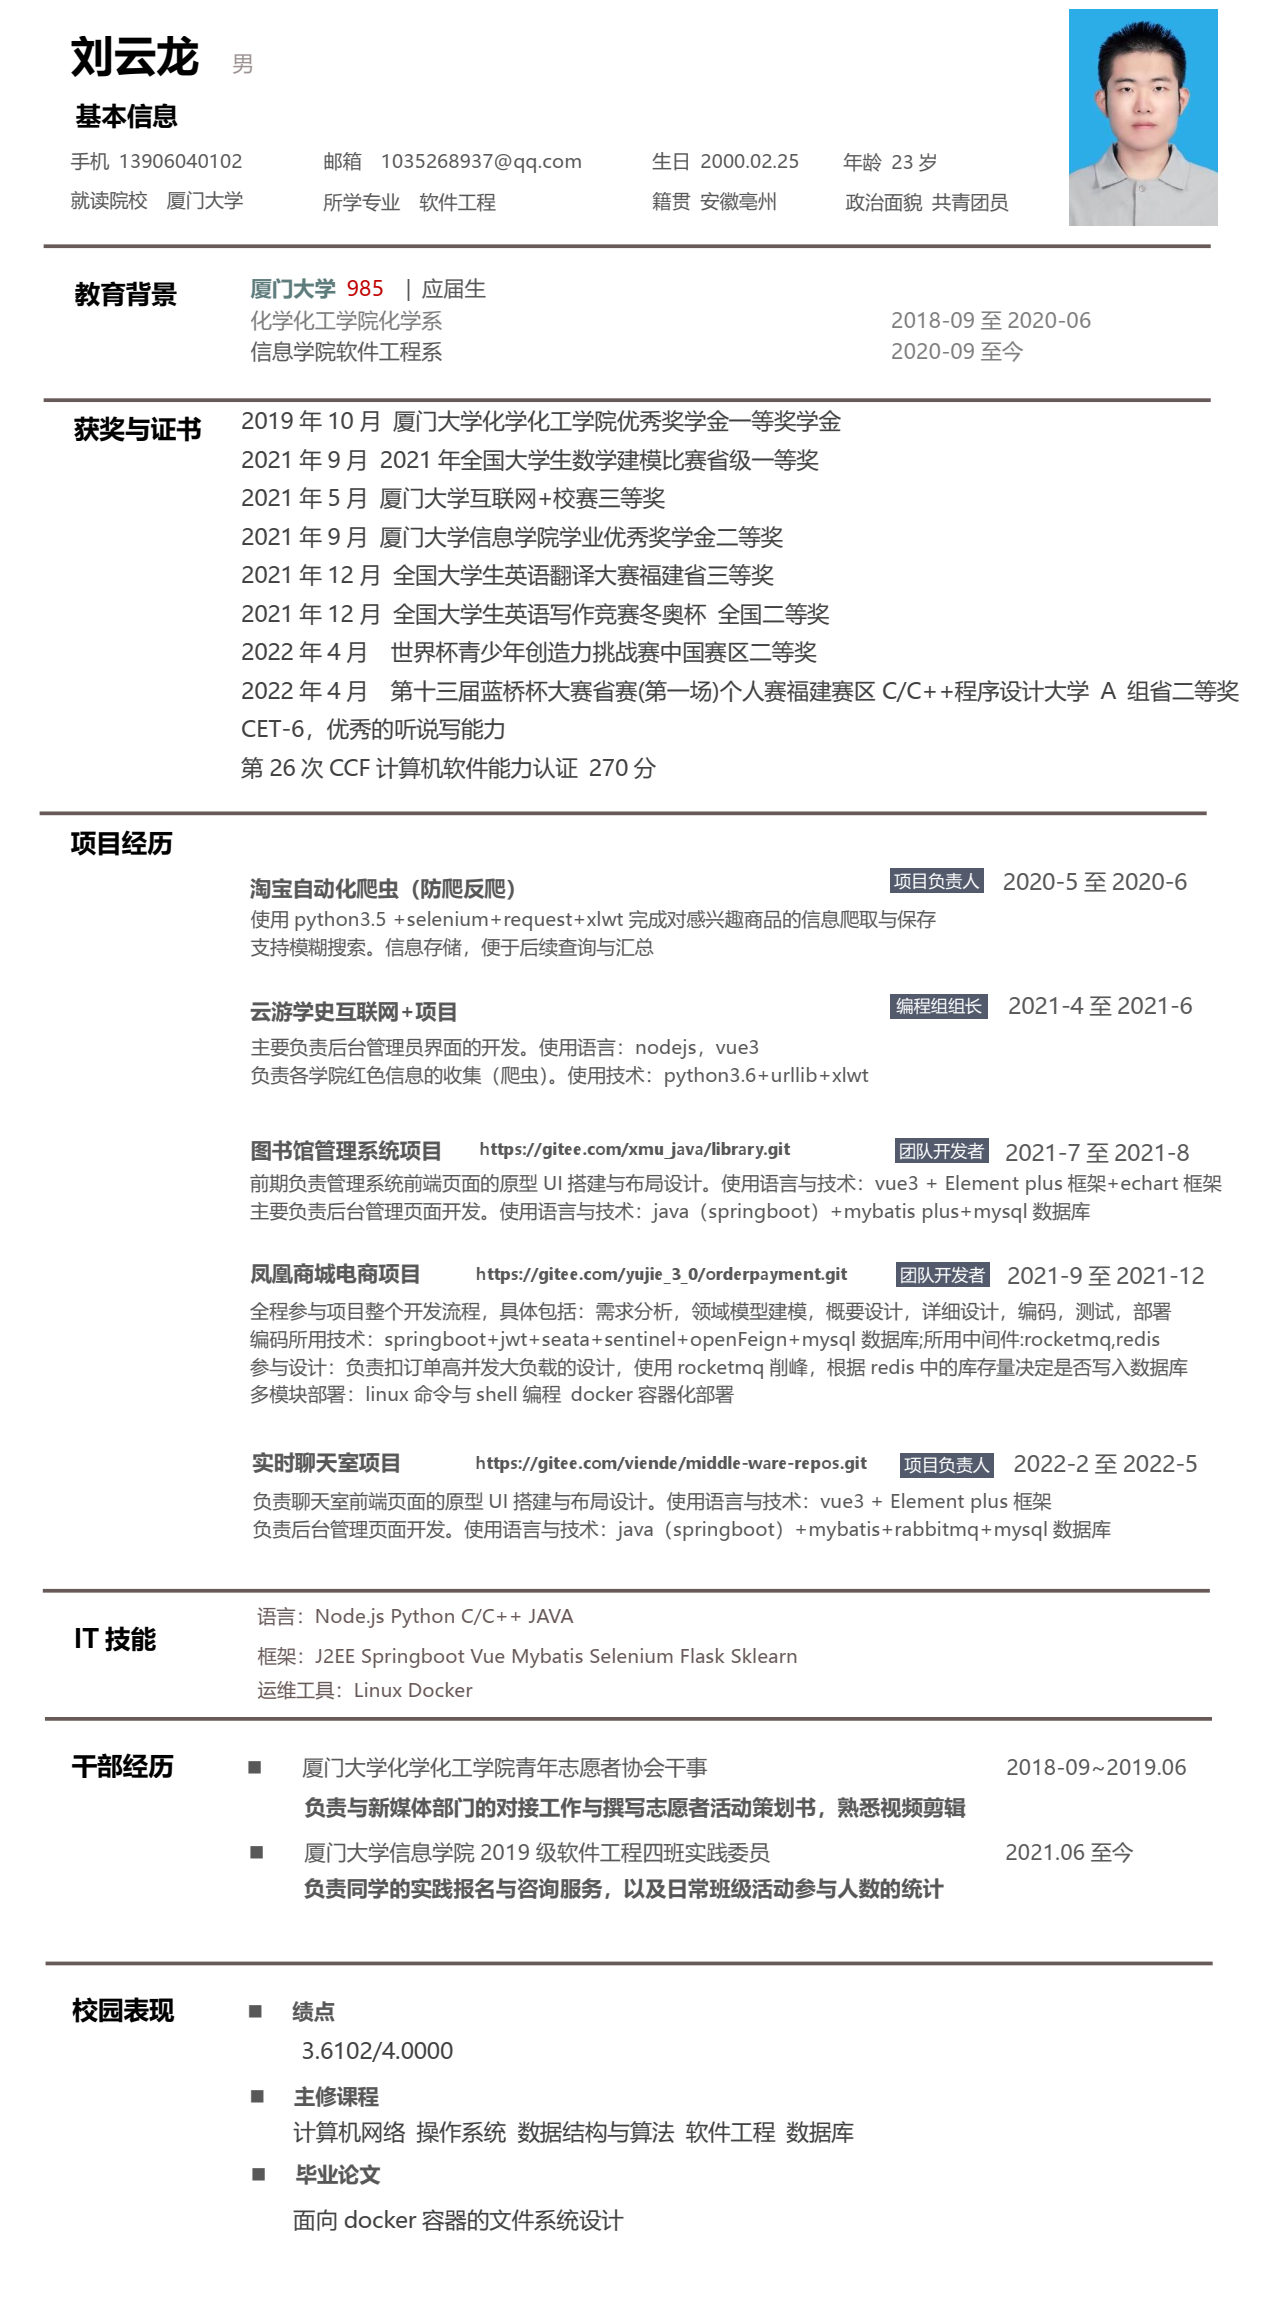 刘云龙 男
基本信息
手机 13906040102 邮箱 1035268937@qq.com 生日 2000.02.25 年龄 23 岁
就读院校 厦门大学 所学专业 软件工程 籍贯 安徽亳州 政治面貌 共青团员
教育背景
厦门大学 985 | 应届生
化学化工学院化学系 2018-09 至 2020-06
信息学院软件工程系 2020-09 至今
获奖与证书
2019 年 10 月 厦门大学化学化工学院优秀奖学金一等奖学金
2021 年 9 月 2021 年全国大学生数学建模比赛省级一等奖
2021 年 5 月 厦门大学互联网+校赛三等奖
2021 年 9 月 厦门大学信息学院学业优秀奖学金二等奖
2021 年 12 月 全国大学生英语翻译大赛福建省三等奖
2021 年 12 月 全国大学生英语写作竞赛冬奥杯 全国二等奖
2022 年 4 月 世界杯青少年创造力挑战赛中国赛区二等奖
2022 年 4 月 第十三届蓝桥杯大赛省赛(第一场)个人赛福建赛区 C/C++程序设计大学 A 组省二等奖
CET-6，优秀的听说写能力
第 26 次 CCF 计算机软件能力认证 270 分
项目经历
淘宝自动化爬虫（防爬反爬） 项目负责人 2020-5 至 2020-6
使用 python3.5 +selenium+request+xlwt 完成对感兴趣商品的信息爬取与保存
支持模糊搜索。信息存储，便于后续查询与汇总
云游学史互联网+项目 编程组组长 2021-4 至 2021-6
主要负责后台管理员界面的开发。使用语言：nodejs，vue3
负责各学院红色信息的收集（爬虫）。使用技术：python3.6+urllib+xlwt
图书馆管理系统项目 https://gitee.com/xmu_java/library.git 团队开发者 2021-7 至 2021-8
前期负责管理系统前端页面的原型 UI 搭建与布局设计。使用语言与技术：vue3 + Element plus 框架+echart 框架
主要负责后台管理页面开发。使用语言与技术：java（springboot）+mybatis plus+mysql 数据库
凤凰商城电商项目 https://gitee.com/yujie_3_0/orderpayment.git 团队开发者 2021-9 至 2021-12
全程参与项目整个开发流程，具体包括：需求分析，领域模型建模，概要设计，详细设计，编码，测试，部署
编码所用技术：springboot+jwt+seata+sentinel+openFeign+mysql 数据库;所用中间件:rocketmq,redis
参与设计：负责扣订单高并发大负载的设计，使用 rocketmq 削峰，根据 redis 中的库存量决定是否写入数据库
多模块部署：linux 命令与 shell 编程 docker 容器化部署
实时聊天室项目 https://gitee.com/viende/middle-ware-repos.git 项目负责人 2022-2 至 2022-5
负责聊天室前端页面的原型 UI 搭建与布局设计。使用语言与技术：vue3 + Element plus 框架
负责后台管理页面开发。使用语言与技术：java（springboot）+mybatis+rabbitmq+mysql 数据库
IT 技能
语言：Node.js Python C/C++ JAVA
框架：J2EE Springboot Vue Mybatis Selenium Flask Sklearn
运维工具：Linux Docker
干部经历
■ 厦门大学化学化工学院青年志愿者协会干事 2018-09~2019.06
负责与新媒体部门的对接工作与撰写志愿者活动策划书，熟悉视频剪辑
■ 厦门大学信息学院 2019 级软件工程四班实践委员 2021.06 至今
负责同学的实践报名与咨询服务，以及日常班级活动参与人数的统计
校园表现
■ 绩点
3.6102/4.0000
■ 主修课程
计算机网络 操作系统 数据结构与算法 软件工程 数据库
■ 毕业论文
面向 docker 容器的文件系统设计